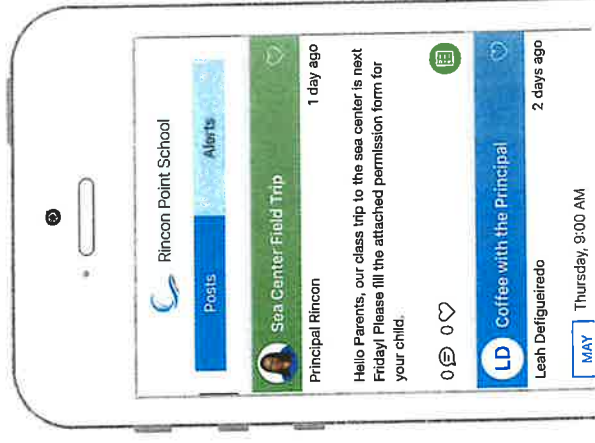 Rincon Point School
Posts
Alerts
Sea Center Field Trip
Principal Rincon
1 day ago
Hello Parents, our class trip to the sea center is next
Friday! Please fill the attached permission form for
your child.
0 0
LD
Coffee with the Principal
Leah Defigueiredo
2 days ago
MAY
Thursday, 9:00 AM